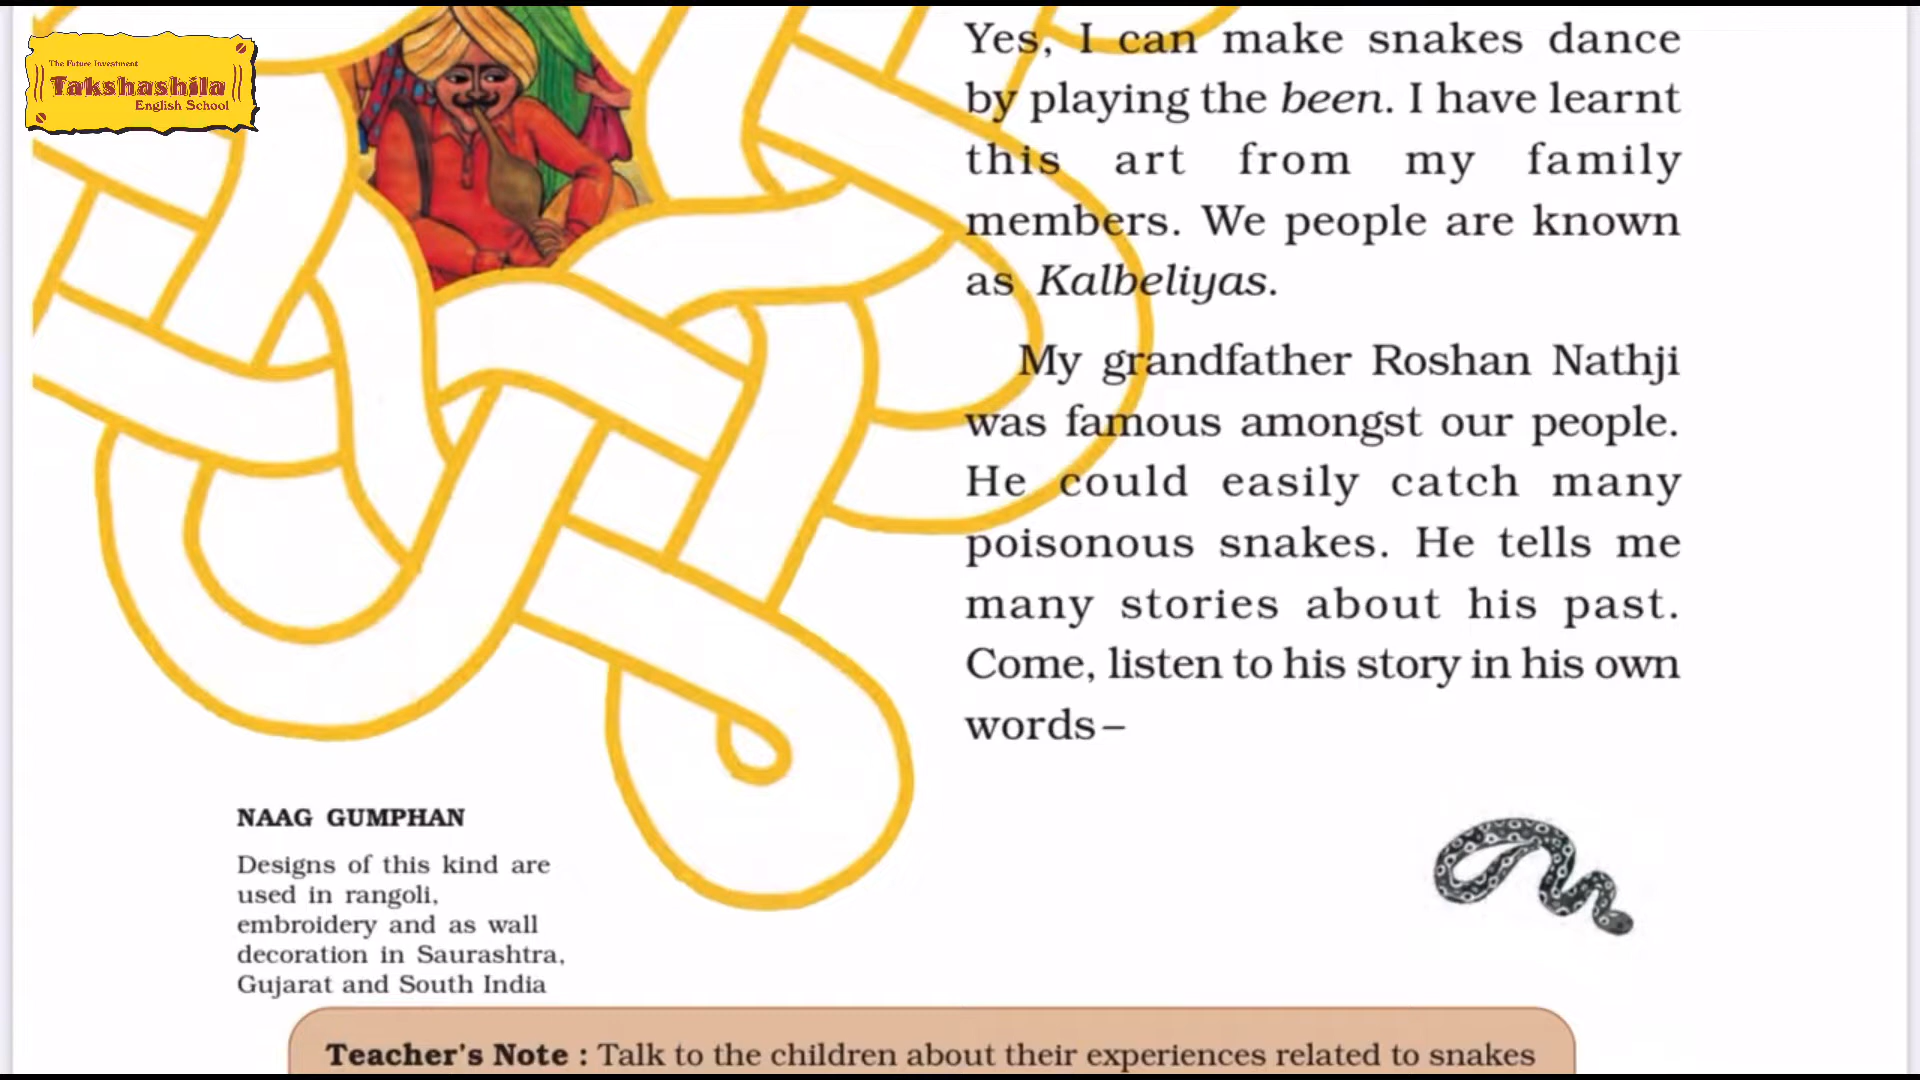 The Future Investment
Takshashila
English School
Yes, I can make snakes dance
by playing the been. I have learnt
this art from my family
members. We people are known
as Kalbeliyas.
My grandfather Roshan Nathji
was famous amongst our people.
He could easily catch many
poisonous snakes. He tells me
many stories about his past.
Come, listen to his story in his own
words–
NAAG GUMPHAN
Designs of this kind are
used in rangoli,
embroidery and as wall
decoration in Saurashtra,
Gujarat and South India
Teacher's Note : Talk to the children about their experiences related to snakes